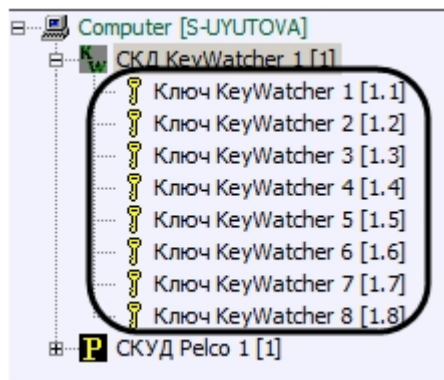 Computer [S-UYUTOVA]
KW СКД KeyWatcher 1 [1]
Ключ KeyWatcher 1 [1.1]
Ключ KeyWatcher 2 [1.2]
Ключ KeyWatcher 3 [1.3]
Ключ KeyWatcher 4 [1.4]
Ключ KeyWatcher 5 [1.5]
Ключ KeyWatcher 6 [1.6]
Ключ KeyWatcher 7 [1.7]
Ключ KeyWatcher 8 [1.8]
P СКУД Pelco 1 [1]